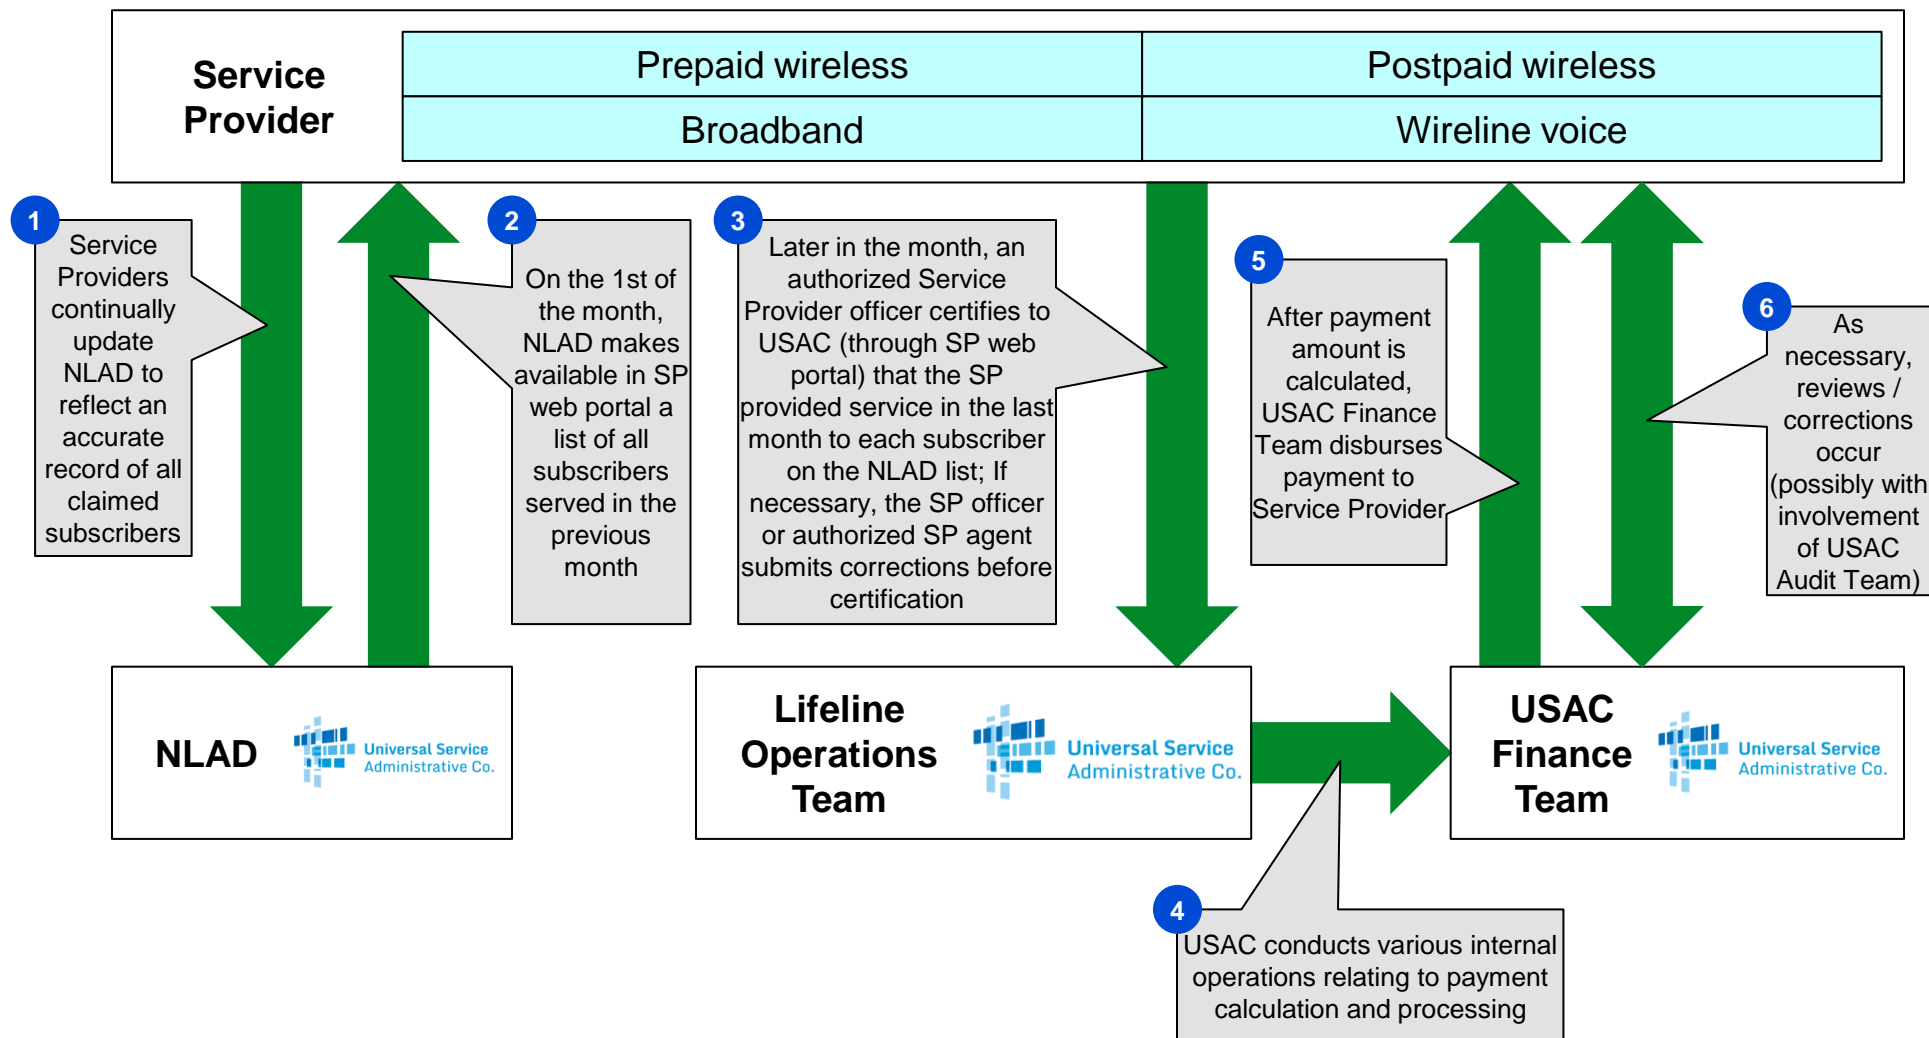 Service
Provider
Prepaid wireless
Postpaid wireless
Broadband
Wireline voice
1
Service
Providers
continually
update
NLAD to
reflect an
accurate
record of all
claimed
subscribers
2
On the 1st of
the month,
NLAD makes
available in SP
web portal a
list of all
subscribers
served in the
previous
month
3
Later in the month, an
authorized Service
Provider officer certifies to
USAC (through SP web
portal) that the SP
provided service in the last
month to each subscriber
on the NLAD list; If
necessary, the SP officer
or authorized SP agent
submits corrections before
certification
5
After payment
amount is
calculated,
USAC Finance
Team disburses
payment to
Service Provider
6
As
necessary,
reviews /
corrections
occur
(possibly with
involvement
of USAC
Audit Team)
NLAD
Universal Service
Administrative Co.
Lifeline
Operations
Team
Universal Service
Administrative Co.
USAC
Finance
Team
Universal Service
Administrative Co.
4
USAC conducts various internal
operations relating to payment
calculation and processing